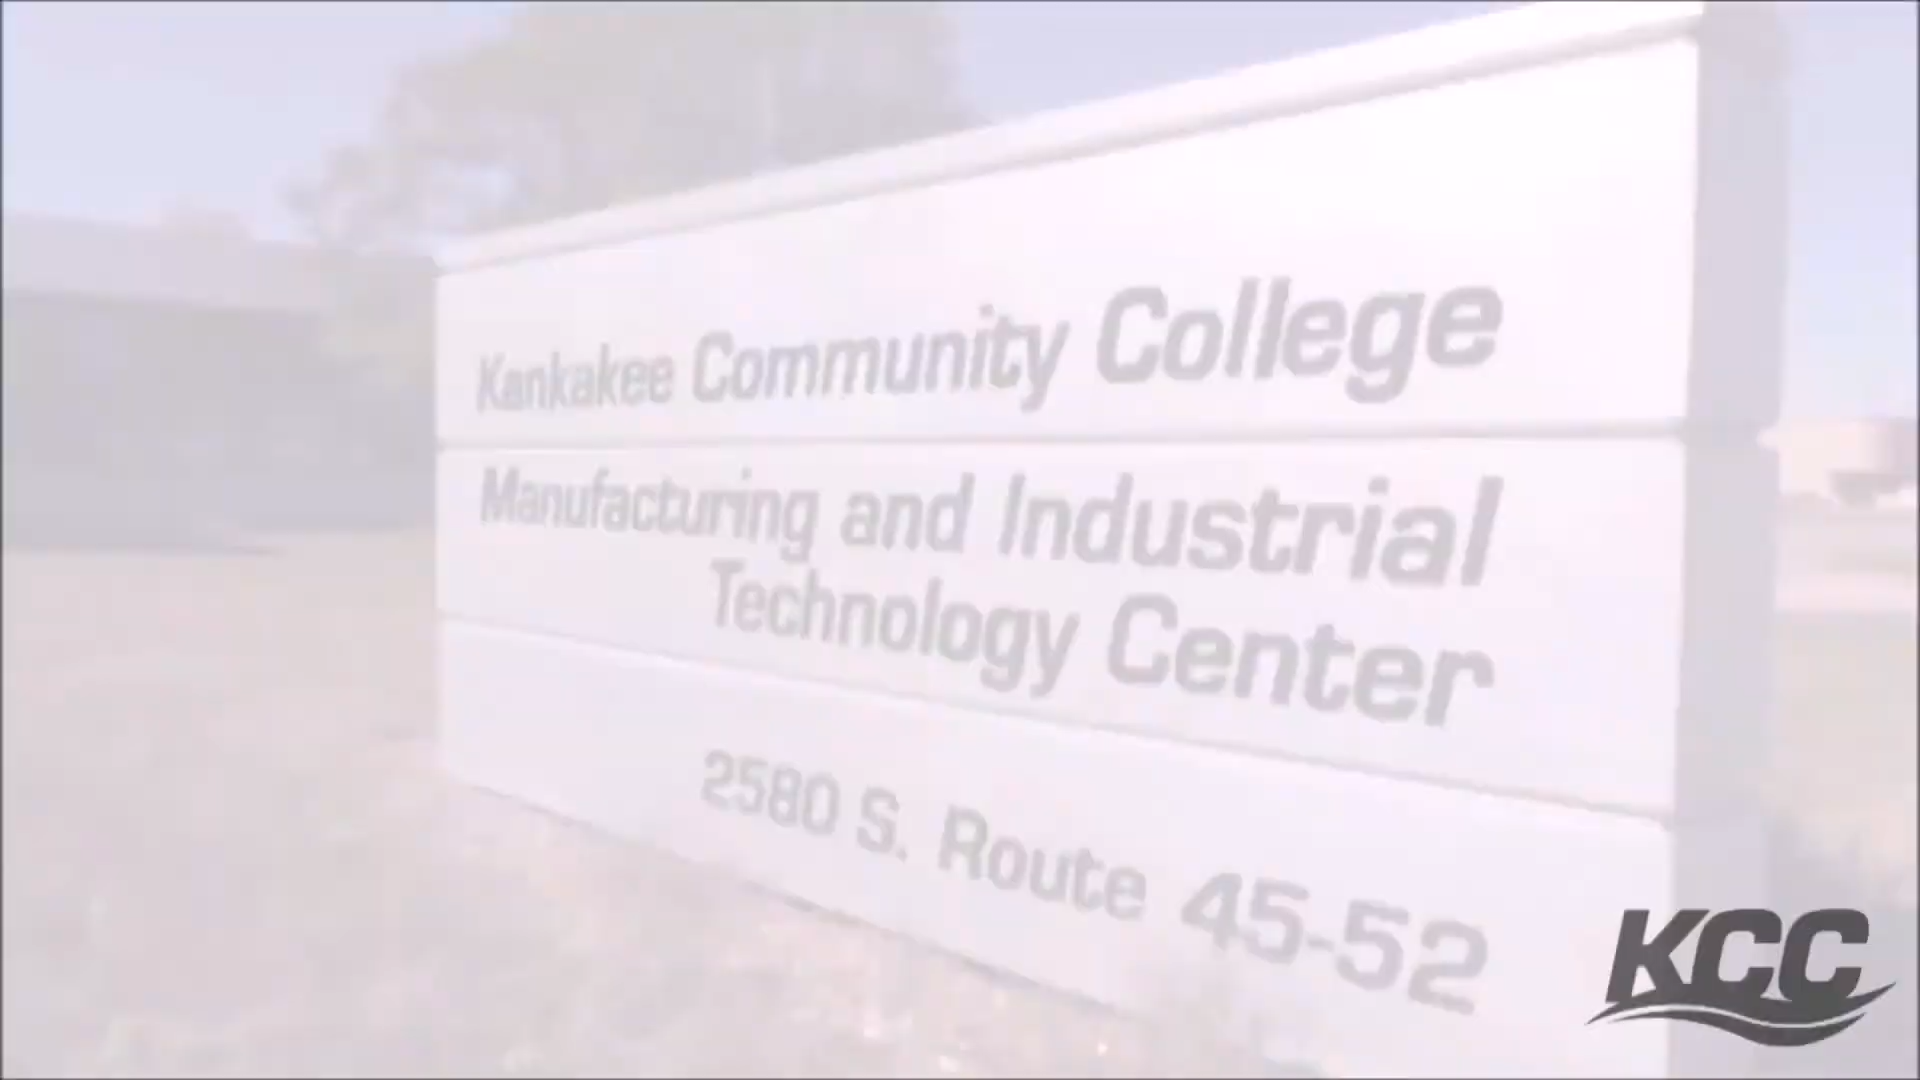 Kankakee Community College
Manufacturing and Industrial
Technology Center
2580 S. Route 45-52
KCC